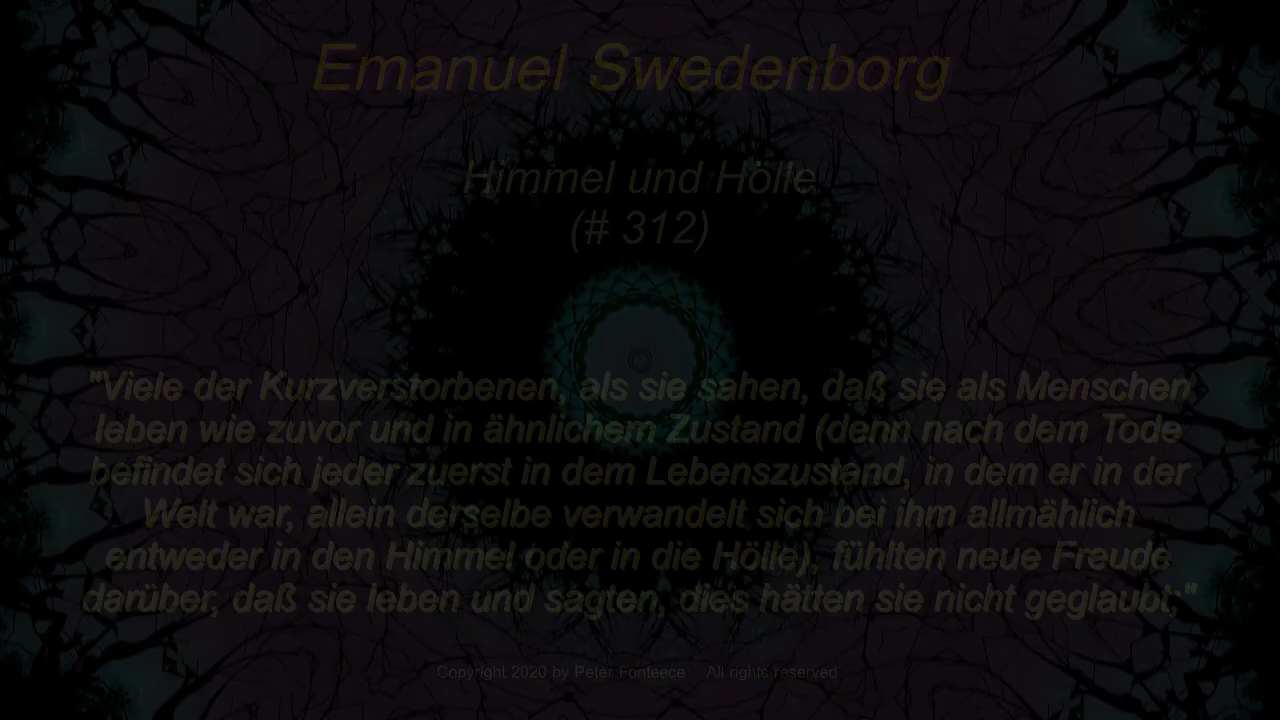 Emanuel Swedenborg
Himmel und Hölle
(# 312)
"Viele der Kurzverstorbenen, als sie sahen, daß sie als Menschen
leben wie zuvor und in ähnlichem Zustand (denn nach dem Tode
befindet sich jeder zuerst in dem Lebenszustand, in dem er in der
Welt war, allein derselbe verwandelt sich bei ihm allmählich
entweder in den Himmel oder in die Hölle), fühlten neue Freude
darüber, daß sie leben und sagten, dies hätten sie nicht geglaubt."
Copyright 2020 by Peter Fonteece All rights reserved